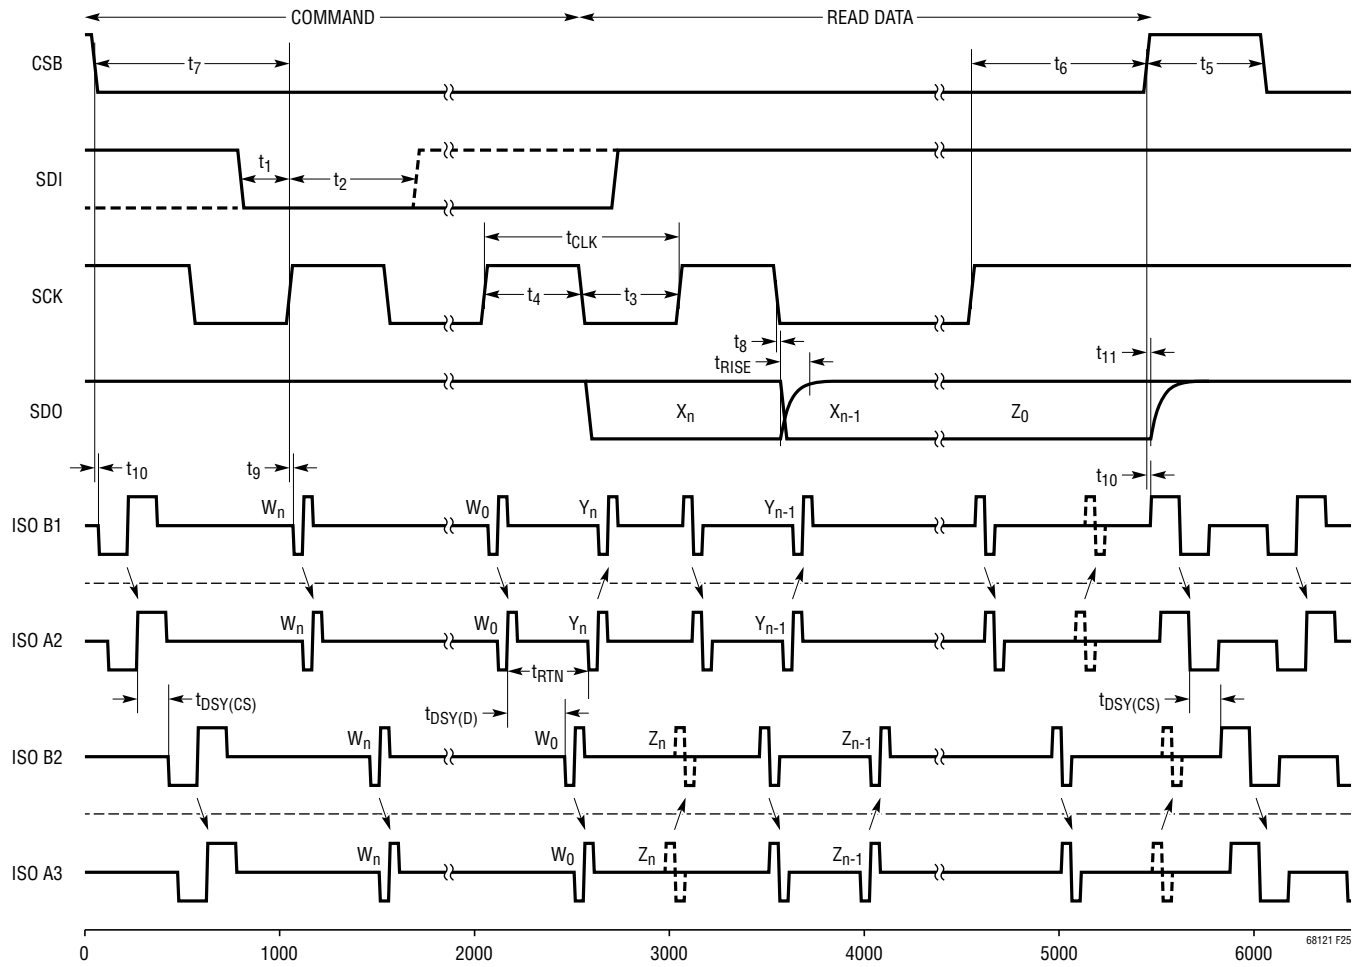 COMMAND READ DATA
CSB t7 t6 t5
SDI t1 t2
tCLK
SCK t4 t3
t8
tRISE t11
SDO Xn Xn-1 Z0
t10 t9 t10
Wn W0 Yn Yn-1
ISO B1
Wn W0 Yn Yn-1
ISO A2
tRTN
tDSY(CS) tDSY(D) tDSY(CS)
Wn W0 Zn Zn-1
ISO B2
Wn W0 Zn Zn-1
ISO A3
68121 F25
0 1000 2000 3000 4000 5000 6000